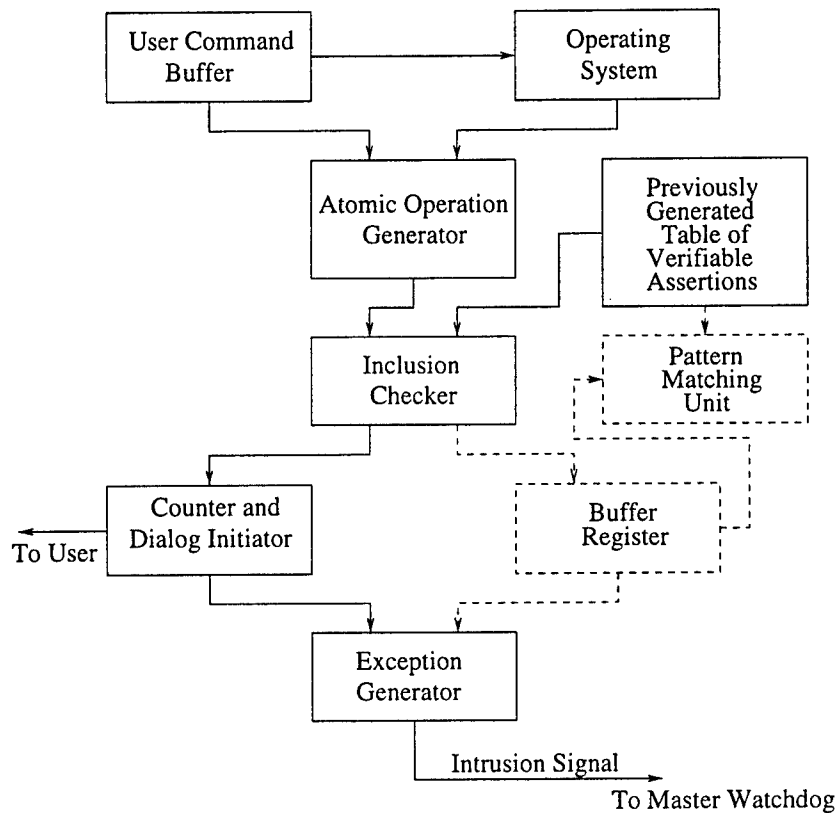 User Command
Buffer
Operating
System
Atomic Operation
Generator
Previously
Generated
Table of
Verifiable
Assertions
Inclusion
Checker
Pattern
Matching
Unit
Counter and
Dialog Initiator
Buffer
Register
To User
Exception
Generator
Intrusion Signal
To Master Watchdog